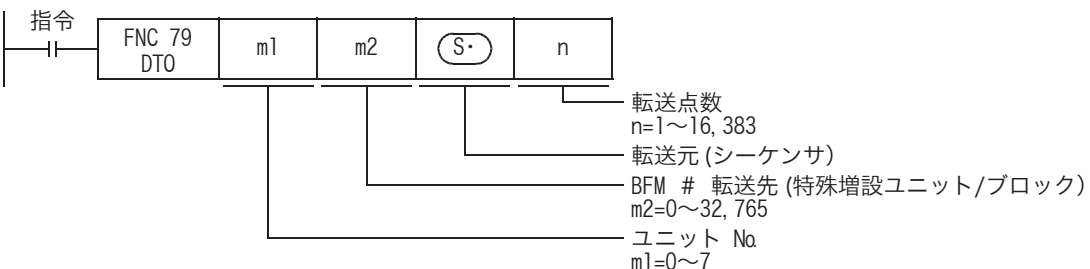 指令
FNC 79
DTO
m1
m2
S・
n
転送点数
n=1～16,383
転送元(シーケンサ)
BFM # 転送先(特殊増設ユニット/ブロック)
m2=0～32,765
ユニット No.
m1=0～7